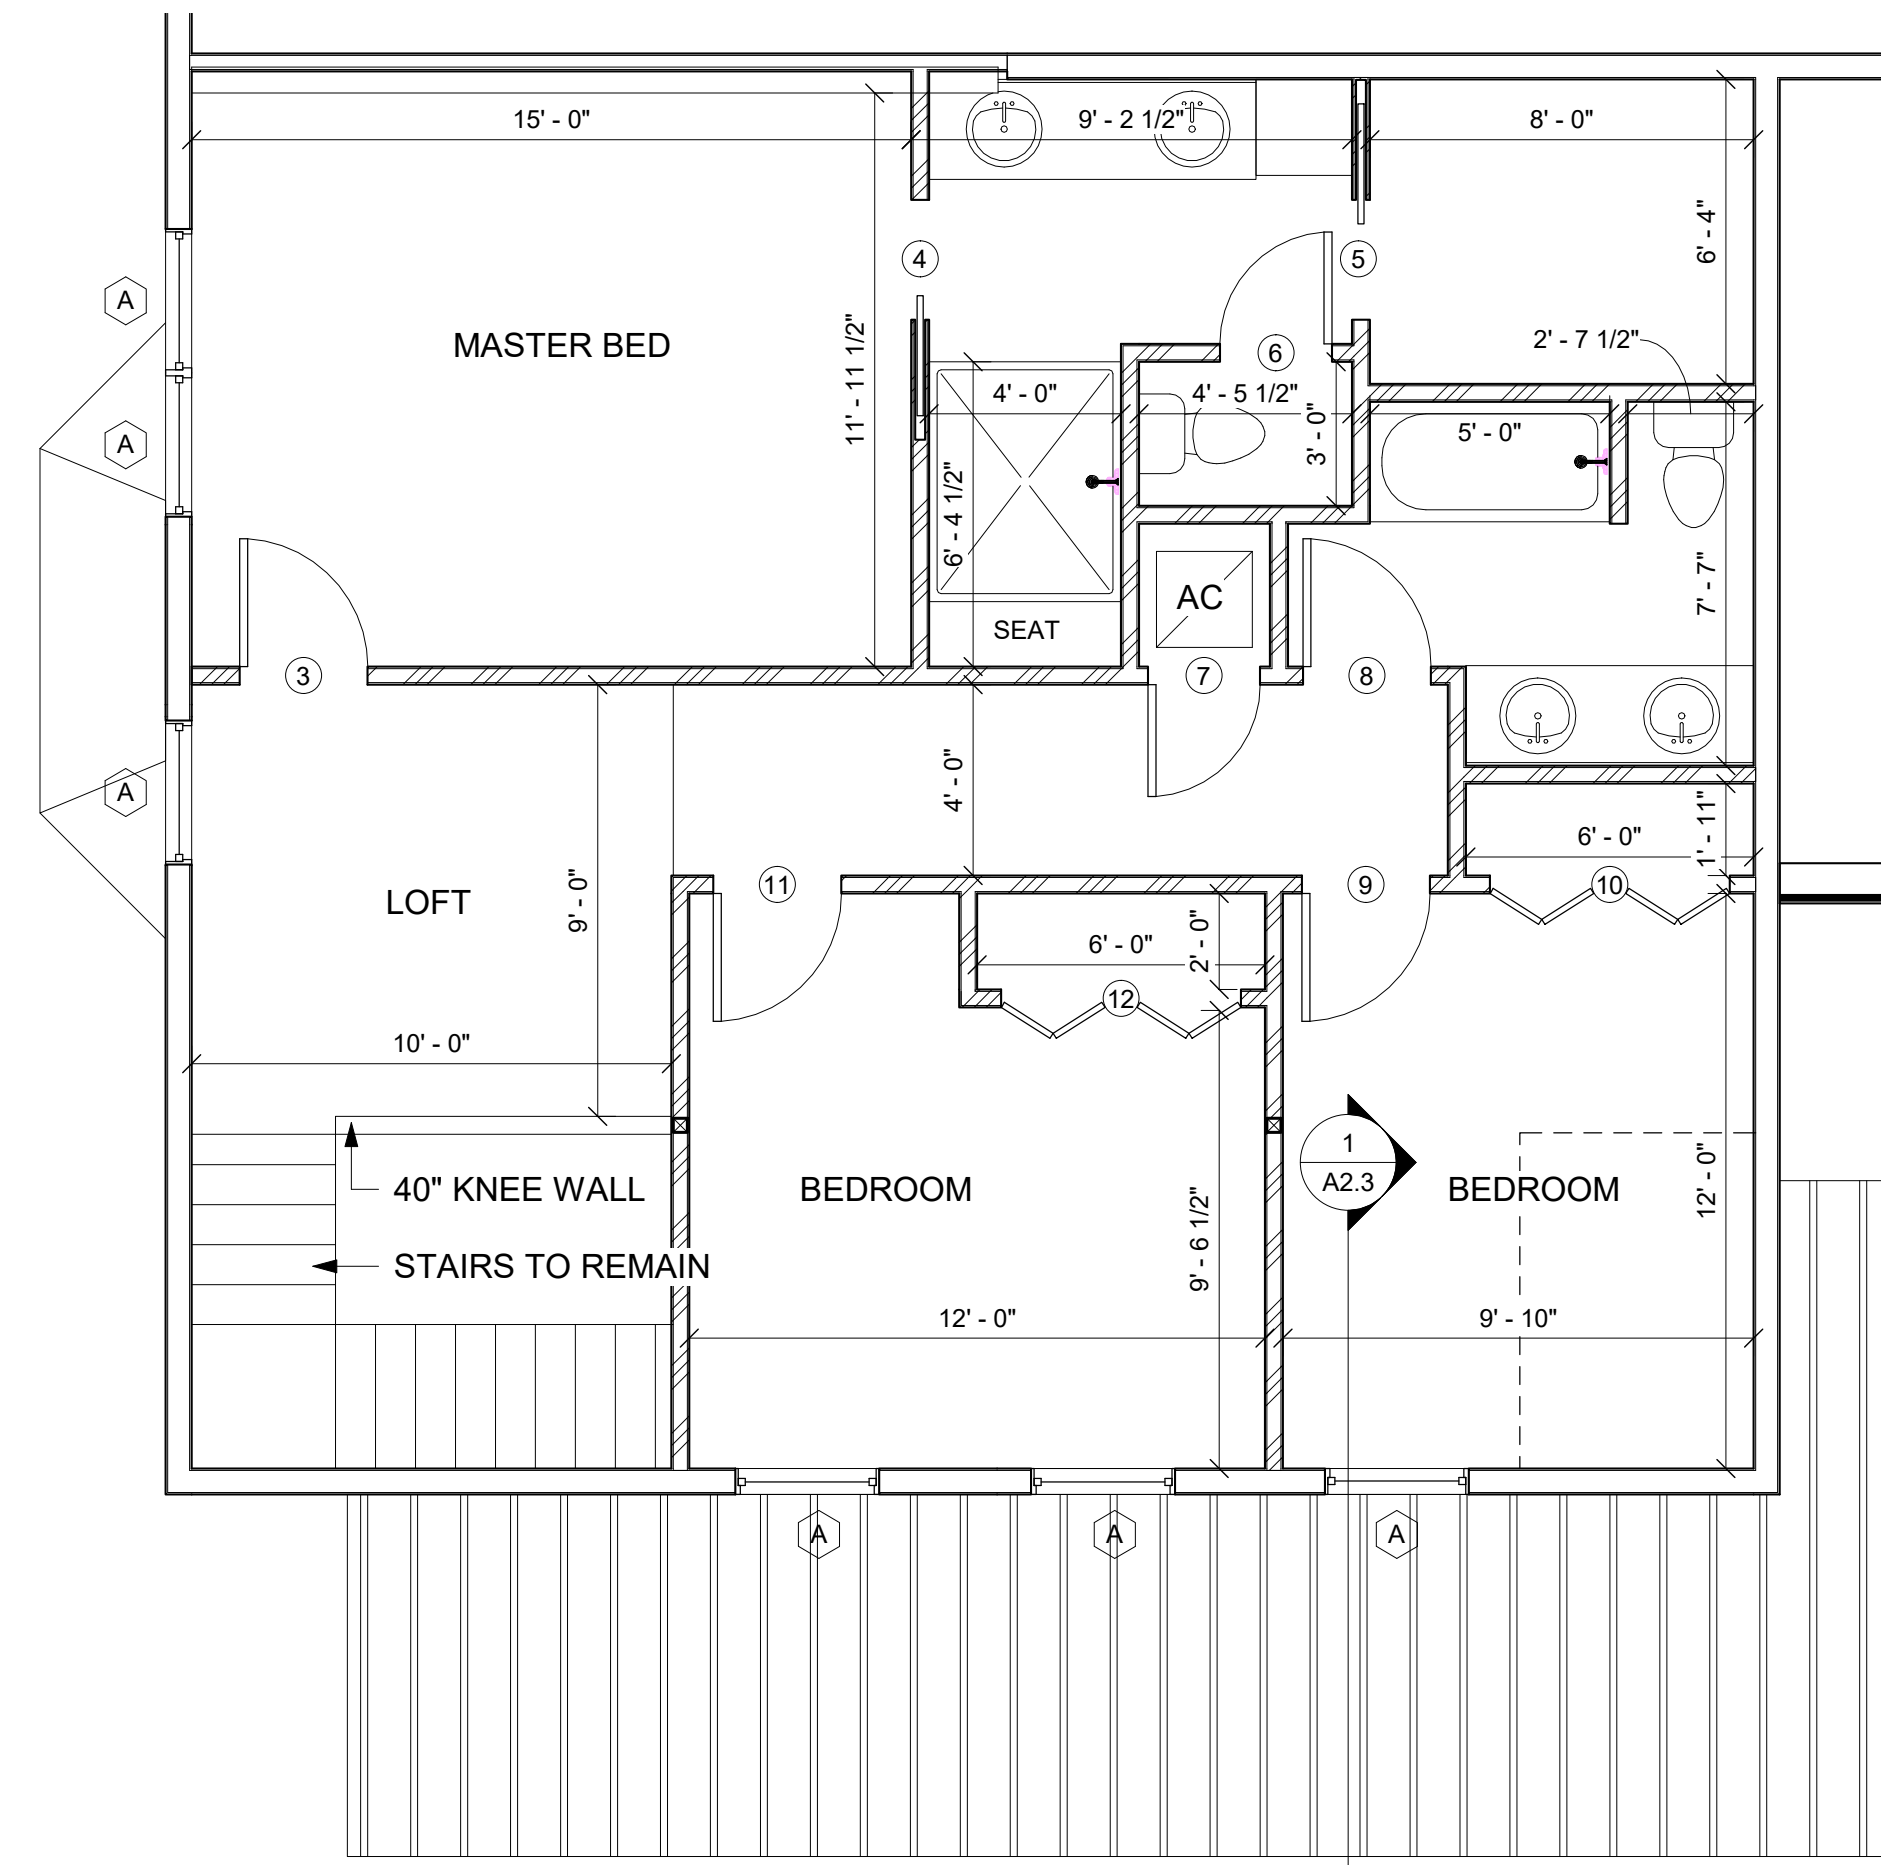 15' - 0"
9' - 2 1/2"
8' - 0"
6' - 4"
4
5
A
MASTER BED
11' - 11 1/2"
6
2' - 7 1/2"
4' - 0"
4' - 5 1/2"
3' - 0"
5' - 0"
A
6' - 4 1/2"
AC
7' - 7"
SEAT
3
7
8
4' - 0"
A
1' - 11"
6' - 0"
LOFT
9' - 0"
11
9
10
6' - 0"
2' - 0"
12
10' - 0"
1
A2.3
40" KNEE WALL
BEDROOM
BEDROOM
12' - 0"
9' - 6 1/2"
STAIRS TO REMAIN
12' - 0"
9' - 10"
A
A
A